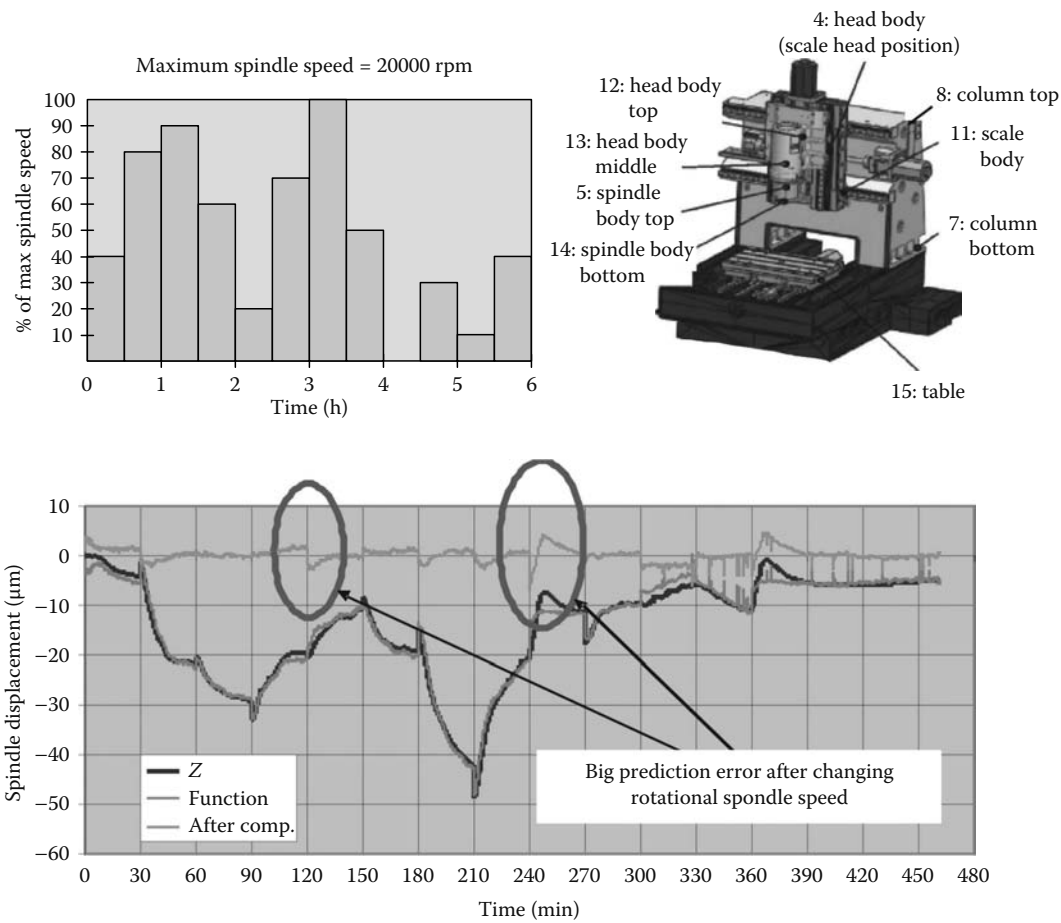 Maximum spindle speed = 20000 rpm
% of max spindle speed
100
90
80
70
60
50
40
30
20
10
0
1
2
3
4
5
6
Time (h)
4: head body
(scale head position)
12: head body
top
8: column top
13: head body
middle
11: scale
body
5: spindle
body top
7: column
bottom
14: spindle body
bottom
15: table
Spindle displacement (μm)
10
0
−10
−20
−30
−40
−50
−60
Z
Function
After comp.
Big prediction error after changing
rotational spondle speed
0
30
60
90
120
150
180
210
240
270
300
330
360
390
420
450
480
Time (min)